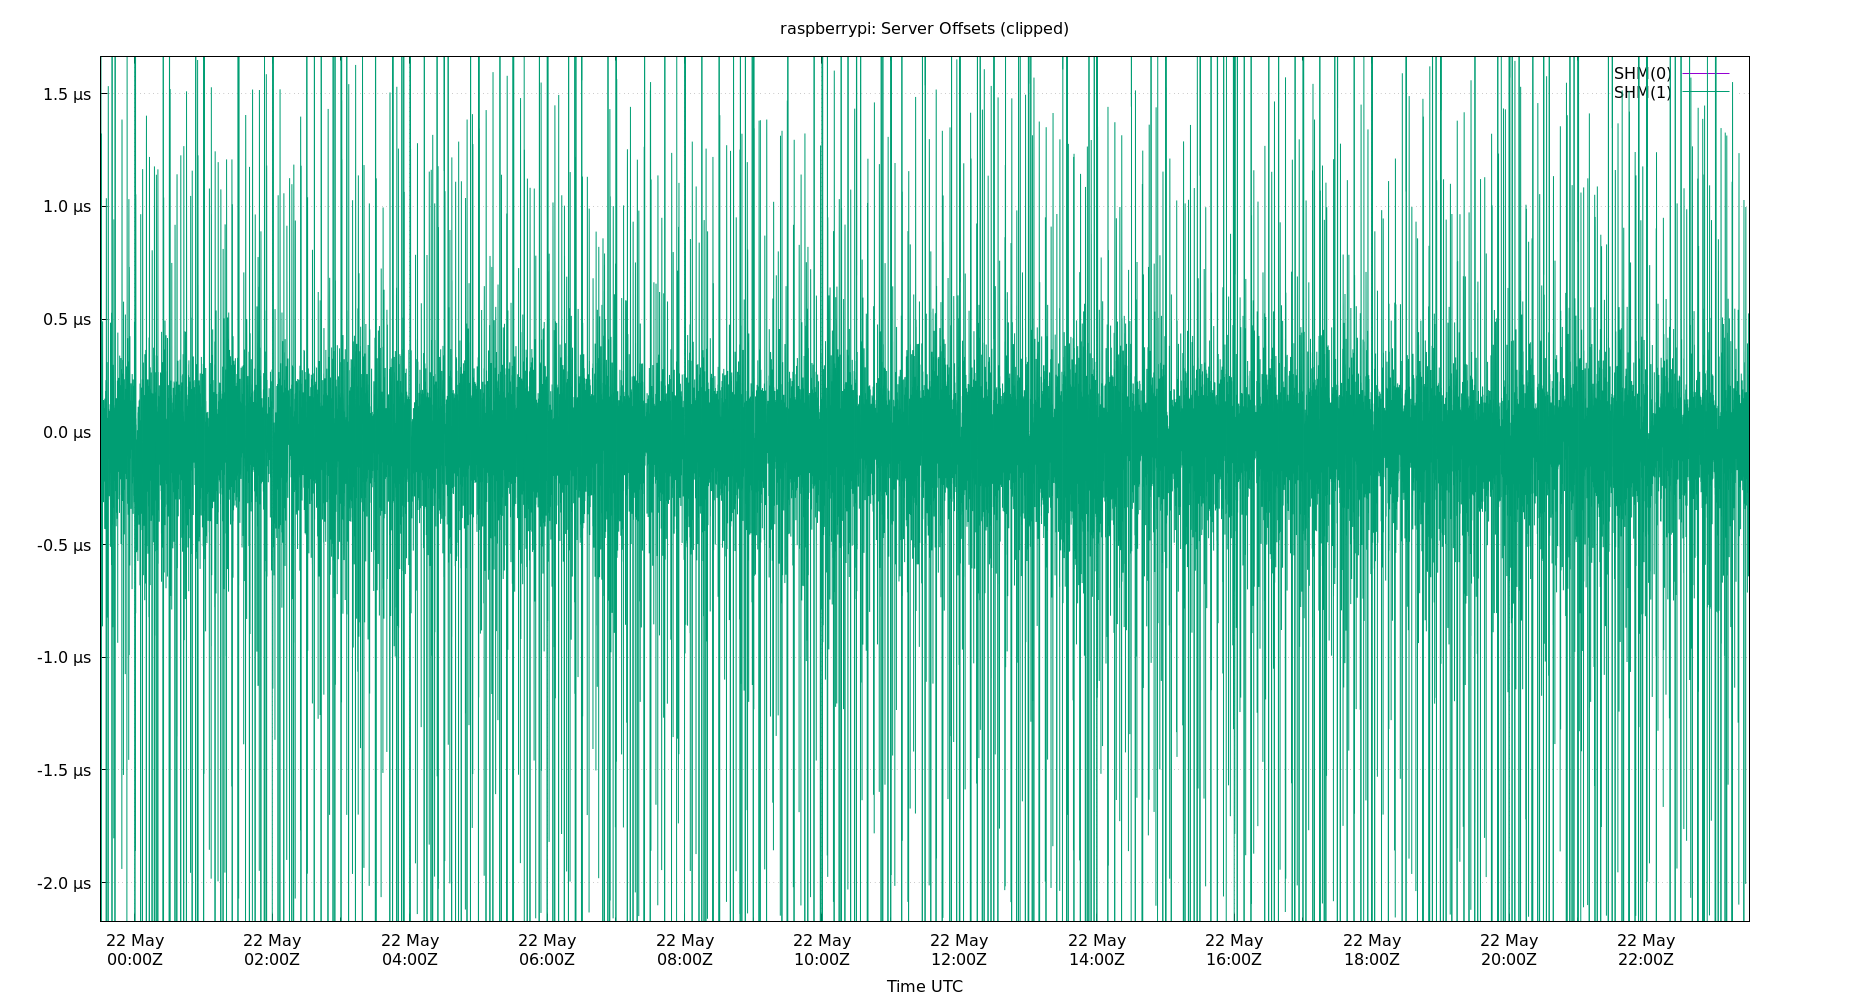 raspberrypi: Server Offsets (clipped)
SHM(0)
SHM(1)
1.5 µs
1.0 µs
0.5 µs
0.0 µs
-0.5 µs
-1.0 µs
-1.5 µs
-2.0 µs
22 May 22 May 22 May 22 May 22 May 22 May 22 May 22 May 22 May 22 May 22 May 22 May
00:00Z 02:00Z 04:00Z 06:00Z 08:00Z 10:00Z 12:00Z 14:00Z 16:00Z 18:00Z 20:00Z 22:00Z
Time UTC